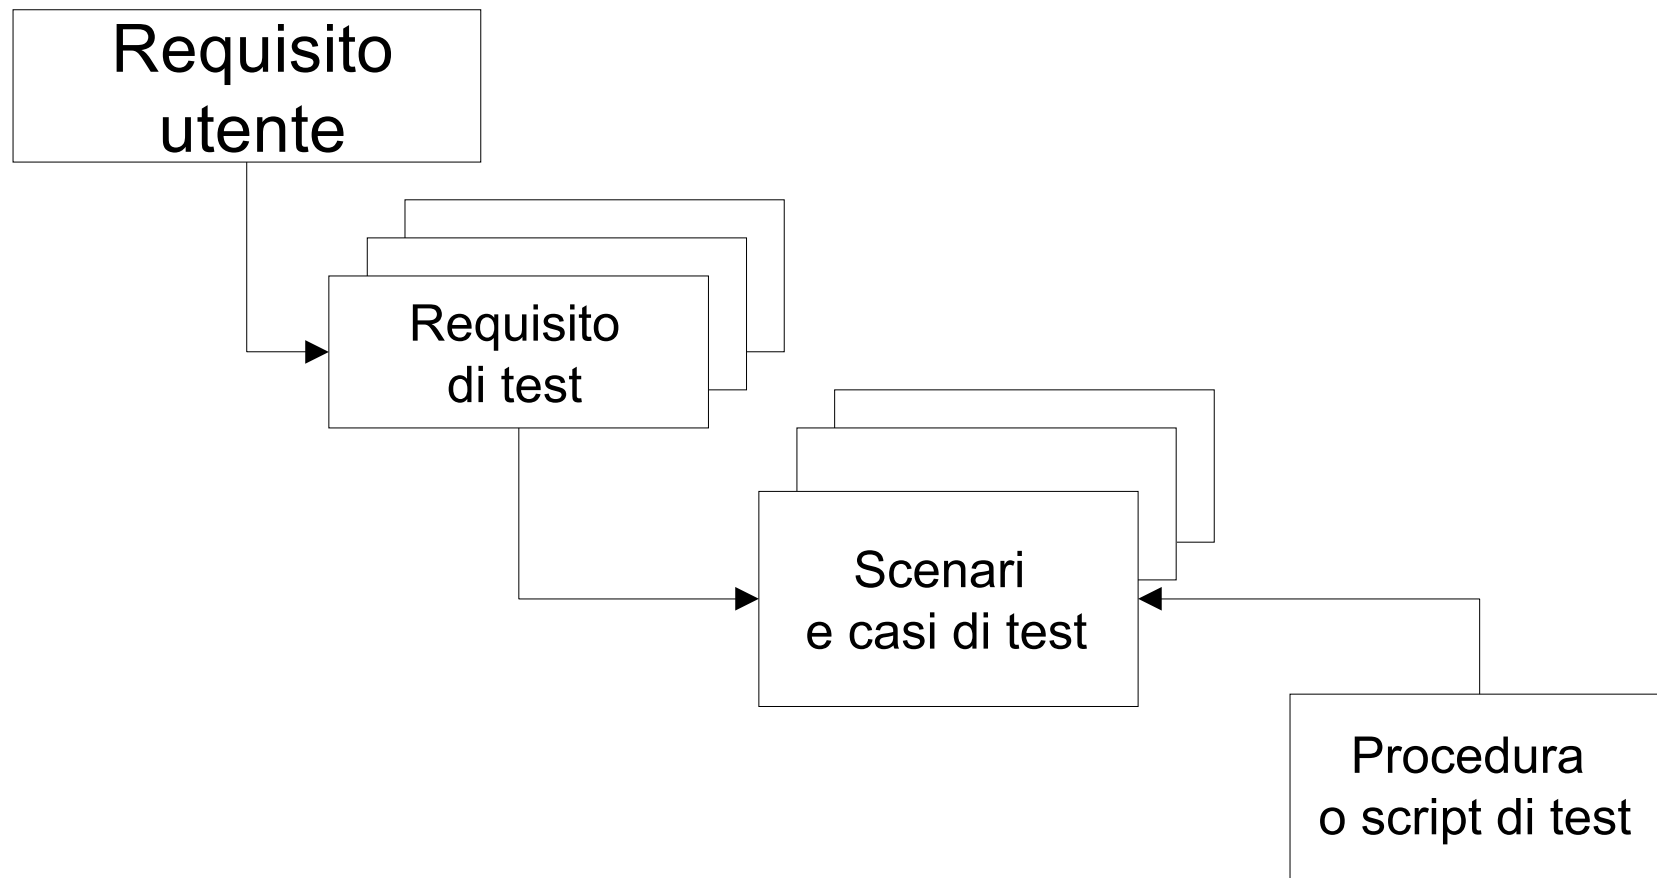 Requisito
utente
Requisito
di test
Scenari
e casi di test
Procedura
o script di test